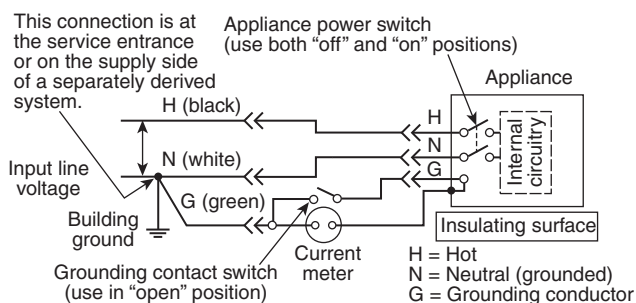 This connection is at
the service entrance
or on the supply side
of a separately derived
system.
Appliance power switch
(use both “off” and “on” positions)
Appliance
H (black)
H
N (white)
N
G
Internal
circuitry
Input line
voltage
G (green)
Building
ground
Insulating surface
Grounding contact switch
(use in “open” position)
Current
meter
H = Hot
N = Neutral (grounded)
G = Grounding conductor